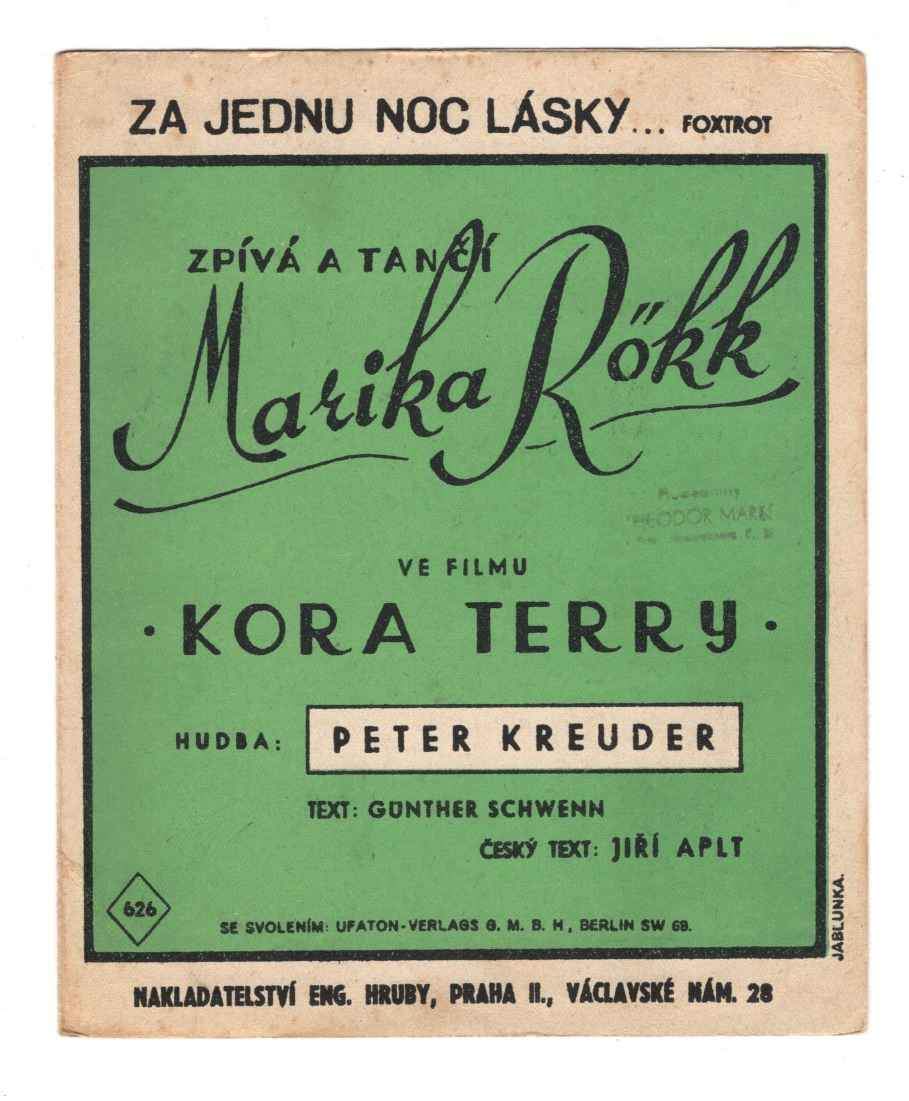 ZA JEDNU NOC LÁSKY... FOXTROT
ZPÍVÁ A TANČÍ
Marika Rökk
VE FILMU
· KORA TERRY ·
HUDBA: PETER KREUDER
TEXT: GÜNTHER SCHWENN
ČESKÝ TEXT: JIŘÍ APLT
626
SE SVOLENÍM: UFATON-VERLAGS G. M. B. H., BERLIN SW 69.
JABLUNKA.
NAKLADATELSTVÍ ENG. HRUBY, PRAHA II., VÁCLAVSKÉ NÁM. 28